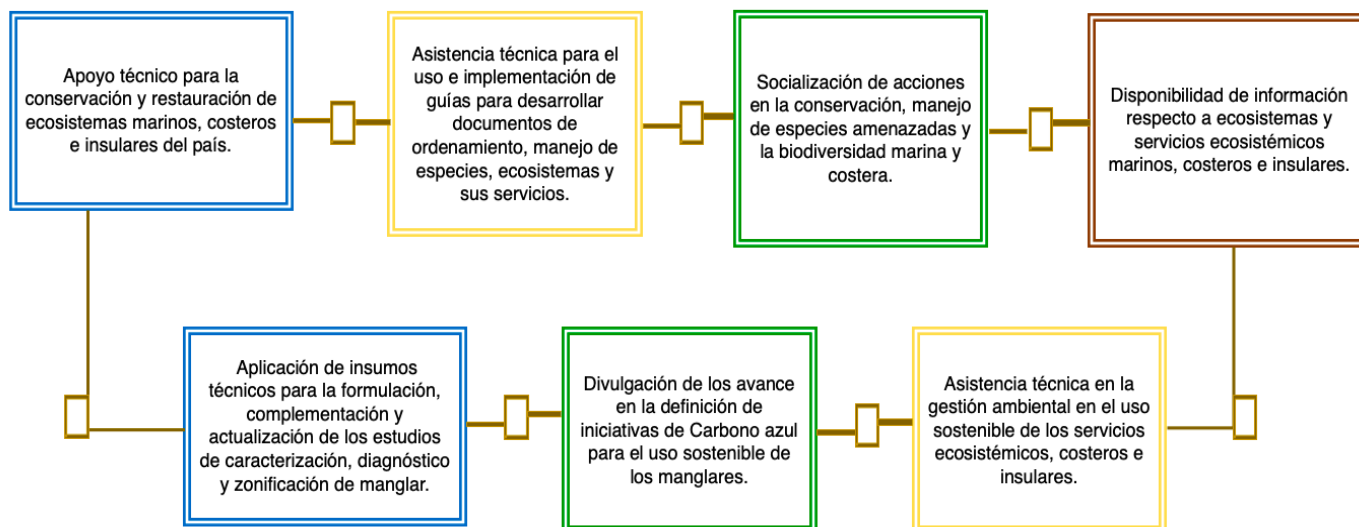 Apoyo técnico para la
conservación y restauración de
ecosistemas marinos, costeros
e insulares del país.
Asistencia técnica para el
uso e implementación de
guías para desarrollar
documentos de
ordenamiento, manejo de
especies, ecosistemas y
sus servicios.
Socialización de acciones
en la conservación, manejo
de especies amenazadas y
la biodiversidad marina y
costera.
Disponibilidad de información
respecto a ecosistemas y
servicios ecosistémicos
marinos, costeros e insulares.
Aplicación de insumos
técnicos para la formulación,
complementación y
actualización de los estudios
de caracterización, diagnóstico
y zonificación de manglar.
Divulgación de los avance
en la definición de
iniciativas de Carbono azul
para el uso sostenible de
los manglares.
Asistencia técnica en la
gestión ambiental en el uso
sostenible de los servicios
ecosistémicos, costeros e
insulares.